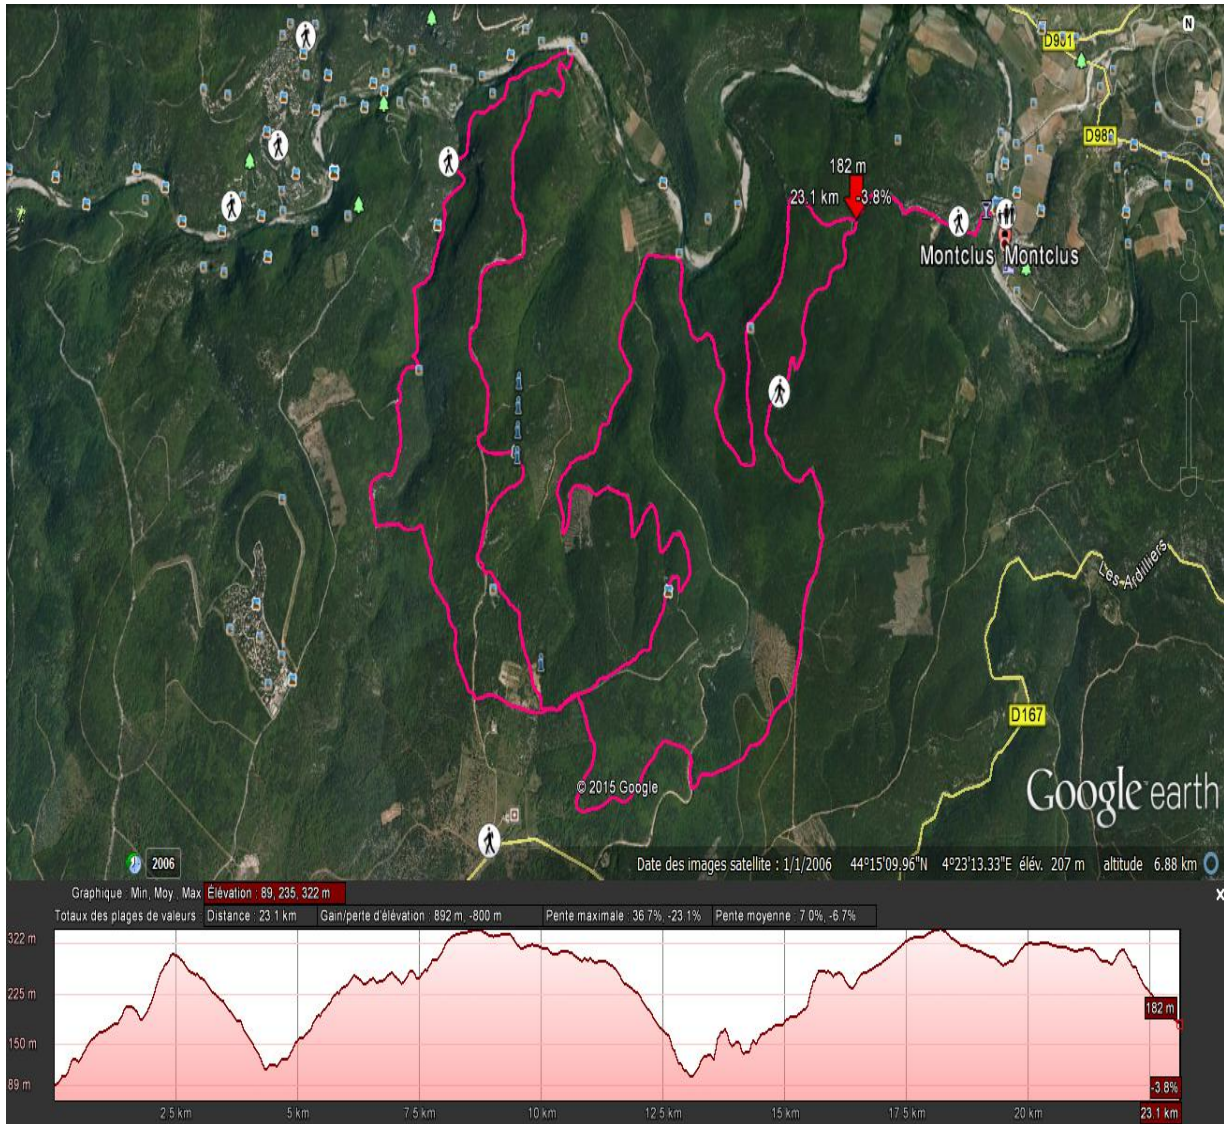 N
D901
D980
182 m
23.1 km -3.8%
Montclus Montclus
Les Ardilliers
D167
© 2015 Google
Google earth
2006
Date des images satellite : 1/1/2006 44°15'09.96"N 4°23'13.33"E élév. 207 m altitude 6.88 km
Graphique : Min, Moy., Max Élévation : 89, 235, 322 m
X
Totaux des plages de valeurs : Distance : 23.1 km Gain/perte d'élévation : 892 m, -800 m Pente maximale : 36.7%, -23.1% Pente moyenne : 7.0%, -6.7%
322 m
225 m
182 m
150 m
89 m
-3.8%
2.5 km 5 km 7.5 km 10 km 12.5 km 15 km 17.5 km 20 km 23.1 km